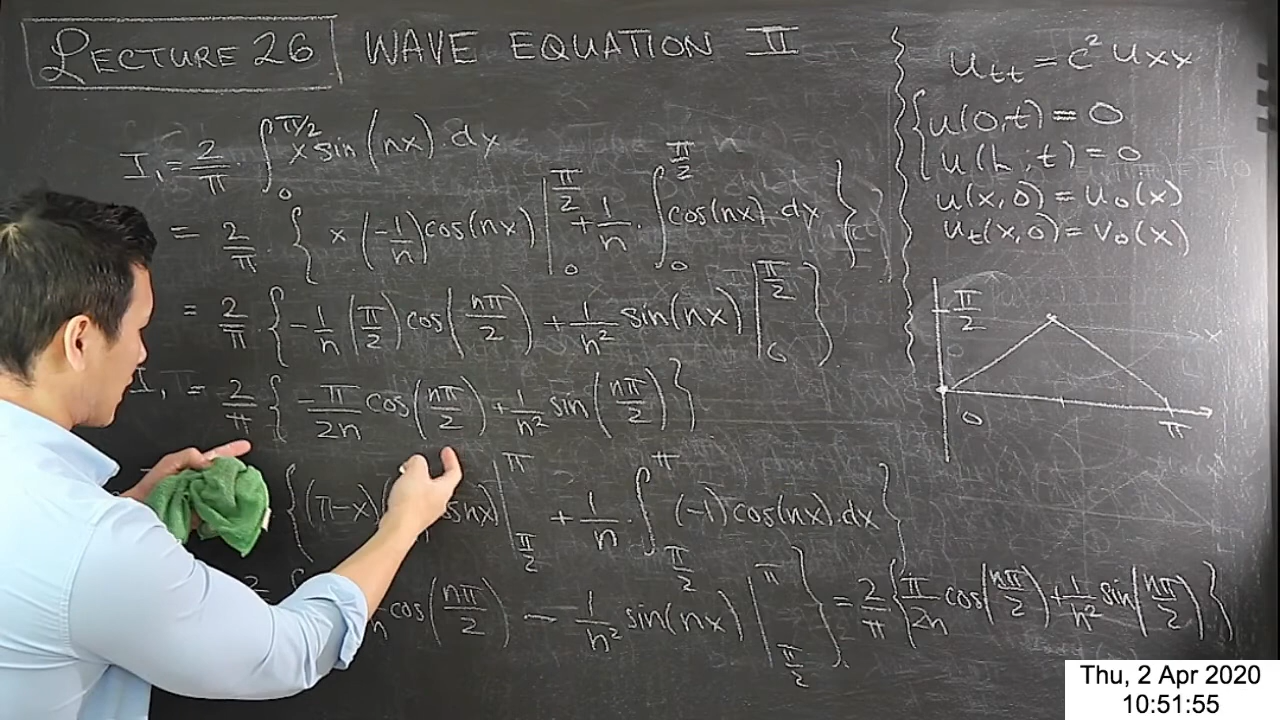 LECTURE 26 WAVE EQUATION II
I₁ = 2/π · ∫₀^(π/2) x sin(nx) · dx
= 2/π · { x (-1/n) cos(nx) |₀^(π/2) + 1/n · ∫₀^(π/2) cos(nx) · dx }
= 2/π · { -1/n (π/2) cos(nπ/2) + 1/n² sin(nx) |₀^(π/2) }
I₁ = 2/π { -π/2n cos(nπ/2) + 1/n² sin(nπ/2) }
{ (π-x)( cosnx) |_(π/2)^π + 1/n · ∫_(π/2)^π (-1) cos(nx) · dx }
cos(nπ/2) - 1/n² sin(nx) |_(π/2)^π } = 2/π { π/2n cos(nπ/2) + 1/n² sin(nπ/2) }
u_tt = c² u_xx
{ u(0,t) = 0
u(L,t) = 0
u(x,0) = u₀(x)
u_t(x,0) = v₀(x)
π/2
0
π
Thu, 2 Apr 2020
10:51:55